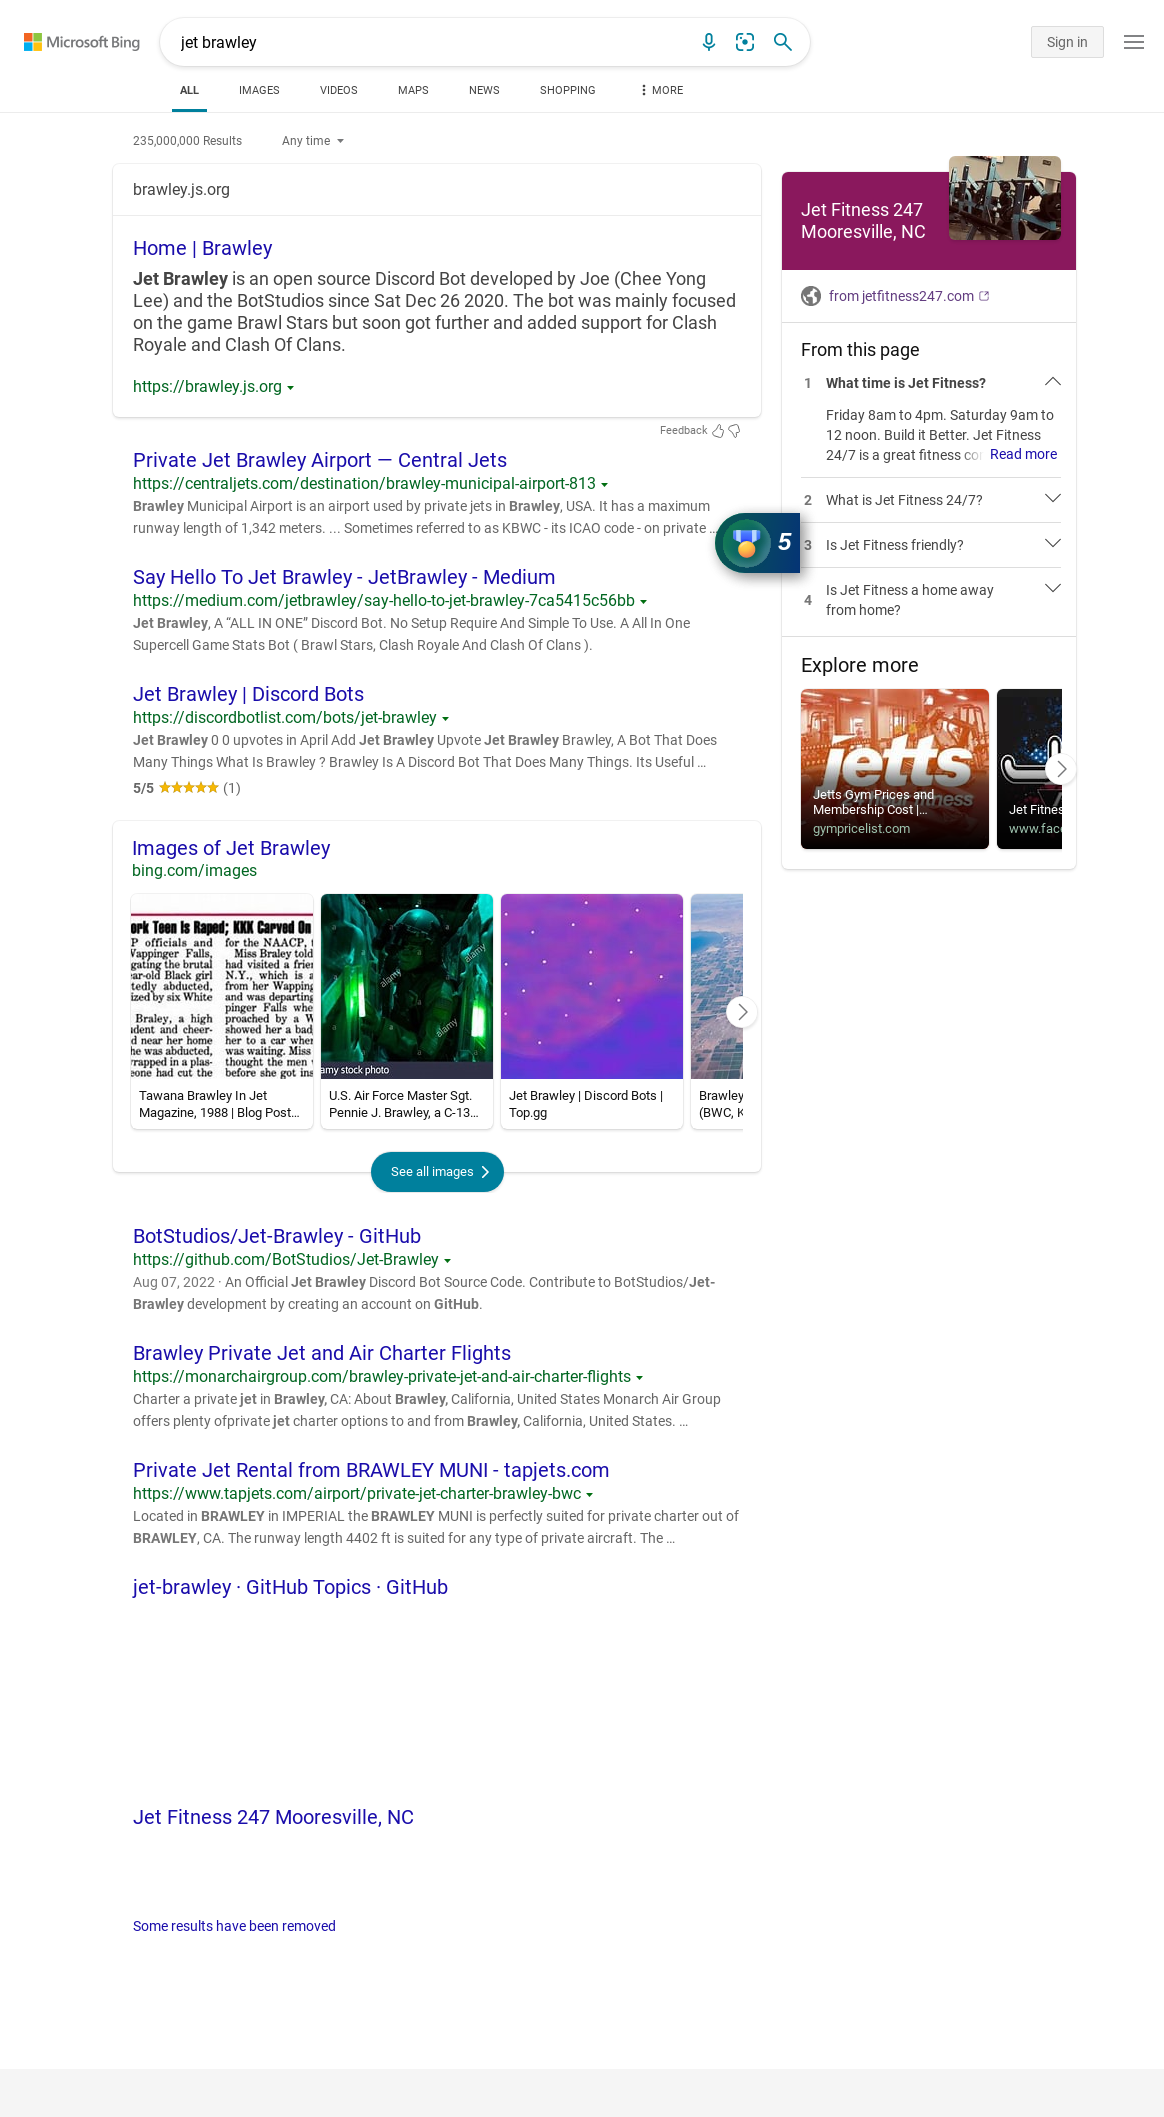 Microsoft Bing
jet brawley
Sign in
ALL
IMAGES
VIDEOS
MAPS
NEWS
SHOPPING
MORE
235,000,000 Results
Any time
brawley.js.org
Home | Brawley
Jet Brawley is an open source Discord Bot developed by Joe (Chee Yong
Lee) and the BotStudios since Sat Dec 26 2020. The bot was mainly focused
on the game Brawl Stars but soon got further and added support for Clash
Royale and Clash Of Clans.
https://brawley.js.org
Feedback
Private Jet Brawley Airport — Central Jets
https://centraljets.com/destination/brawley-municipal-airport-813
Brawley Municipal Airport is an airport used by private jets in Brawley, USA. It has a maximum
runway length of 1,342 meters. ... Sometimes referred to as KBWC - its ICAO code - on private …
Say Hello To Jet Brawley - JetBrawley - Medium
https://medium.com/jetbrawley/say-hello-to-jet-brawley-7ca5415c56bb
Jet Brawley, A “ALL IN ONE” Discord Bot. No Setup Require And Simple To Use. A All In One
Supercell Game Stats Bot ( Brawl Stars, Clash Royale And Clash Of Clans ).
Jet Brawley | Discord Bots
https://discordbotlist.com/bots/jet-brawley
Jet Brawley 0 0 upvotes in April Add Jet Brawley Upvote Jet Brawley Brawley, A Bot That Does
Many Things What Is Brawley ? Brawley Is A Discord Bot That Does Many Things. Its Useful …
5/5 (1)
Images of Jet Brawley
bing.com/images
ork Teen Is Raped; KKK Carved On
P officials and
Wappinger Falls,
gating the brutal
ear-old Black girl
tedly abducted,
ized by six White
Braley, a high
ident and cheer-
d near her home
he was abducted,
wrapped in a plas-
eone had cut the
for the NAACP,
Miss Braley told
had visited a frie
N.Y., which is a
from her Wapping
and was departing
pinger Falls whe
proached by a W
showed her a bad
her to a car where
was waiting. Miss
thought the men
before she got ins
Tawana Brawley In Jet
Magazine, 1988 | Blog Post…
alamy
alamy
alamy
amy stock photo
U.S. Air Force Master Sgt.
Pennie J. Brawley, a C-13…
Jet Brawley | Discord Bots |
Top.gg
Brawley
(BWC, K
See all images
BotStudios/Jet-Brawley - GitHub
https://github.com/BotStudios/Jet-Brawley
Aug 07, 2022 · An Official Jet Brawley Discord Bot Source Code. Contribute to BotStudios/Jet-
Brawley development by creating an account on GitHub.
Brawley Private Jet and Air Charter Flights
https://monarchairgroup.com/brawley-private-jet-and-air-charter-flights
Charter a private jet in Brawley, CA: About Brawley, California, United States Monarch Air Group
offers plenty ofprivate jet charter options to and from Brawley, California, United States. …
Private Jet Rental from BRAWLEY MUNI - tapjets.com
https://www.tapjets.com/airport/private-jet-charter-brawley-bwc
Located in BRAWLEY in IMPERIAL the BRAWLEY MUNI is perfectly suited for private charter out of
BRAWLEY, CA. The runway length 4402 ft is suited for any type of private aircraft. The …
jet-brawley · GitHub Topics · GitHub
Jet Fitness 247 Mooresville, NC
Some results have been removed
Jet Fitness 247
Mooresville, NC
from jetfitness247.com
From this page
1 What time is Jet Fitness?
Friday 8am to 4pm. Saturday 9am to
12 noon. Build it Better. Jet Fitness
24/7 is a great fitness co Read more
2 What is Jet Fitness 24/7?
5
3 Is Jet Fitness friendly?
4 Is Jet Fitness a home away
from home?
Explore more
jetts
24 hour fitness
Jetts Gym Prices and
Membership Cost |…
gympricelist.com
Jet Fitnes
www.face